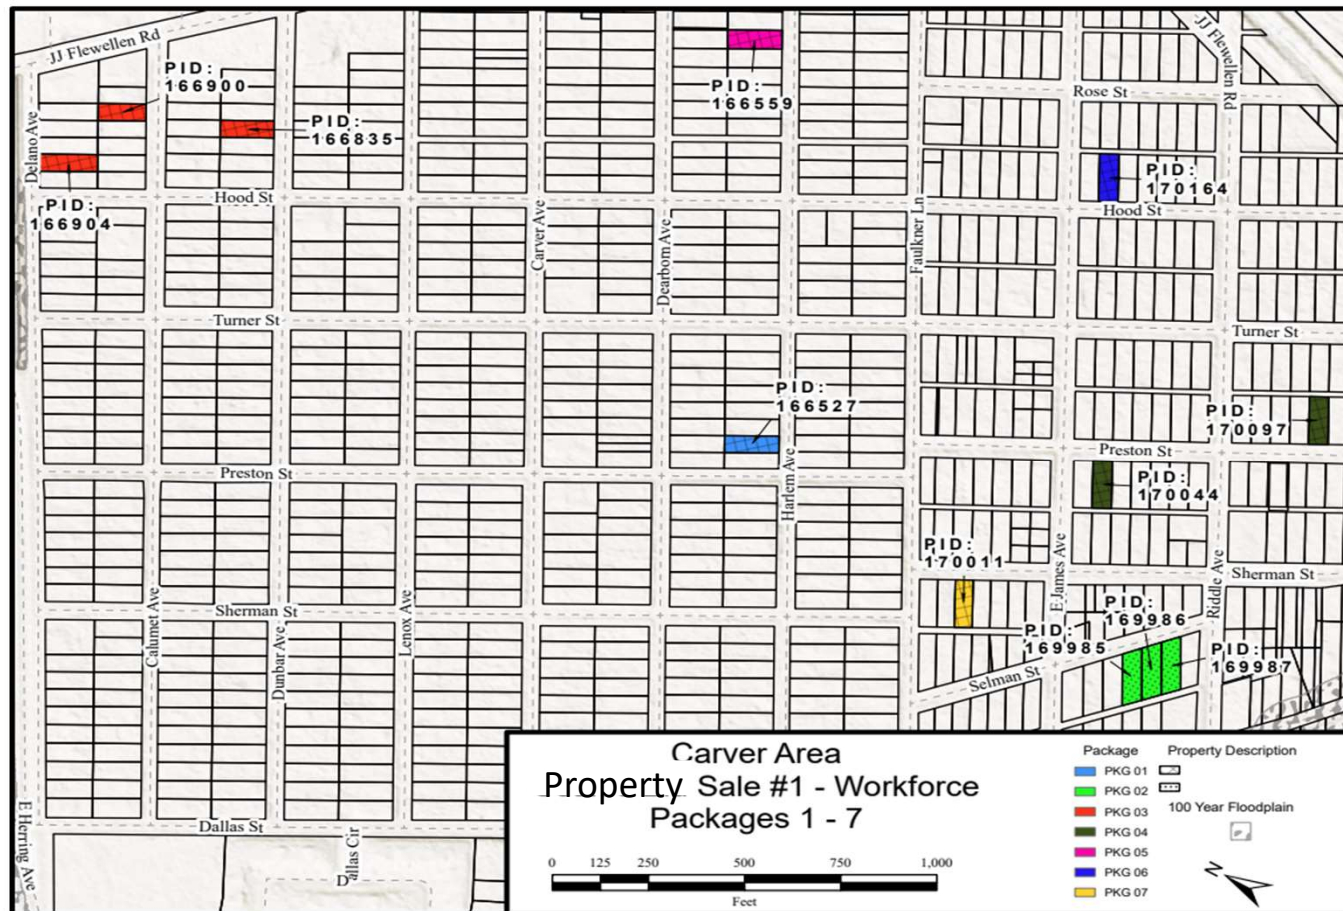 JJ Flewellen Rd
JJ Flewellen Rd
PID:
166900
PID:
166559
Rose St
PID:
166835
Delano Ave
PID:
170164
Hood St
Hood St
PID:
166904
Carver Ave
Dearborn Ave
Faulkner Ln
Turner St
Turner St
PID:
166527
PID:
170097
Preston St
Preston St
Harlem Ave
PID:
170044
PID:
170011
E James Ave
Riddle Ave
Sherman St
Sherman St
Calumet Ave
Dunbar Ave
Lenox Ave
PID:
169986
PID:
169985
PID:
169987
Selman St
E Herring Ave
Dallas St
Dallas Cir
Carver Area
Property Sale #1 - Workforce
Packages 1 - 7
0 125 250 500 750 1,000
Feet
Package
PKG 01
PKG 02
PKG 03
PKG 04
PKG 05
PKG 06
PKG 07
Property Description
100 Year Floodplain
N